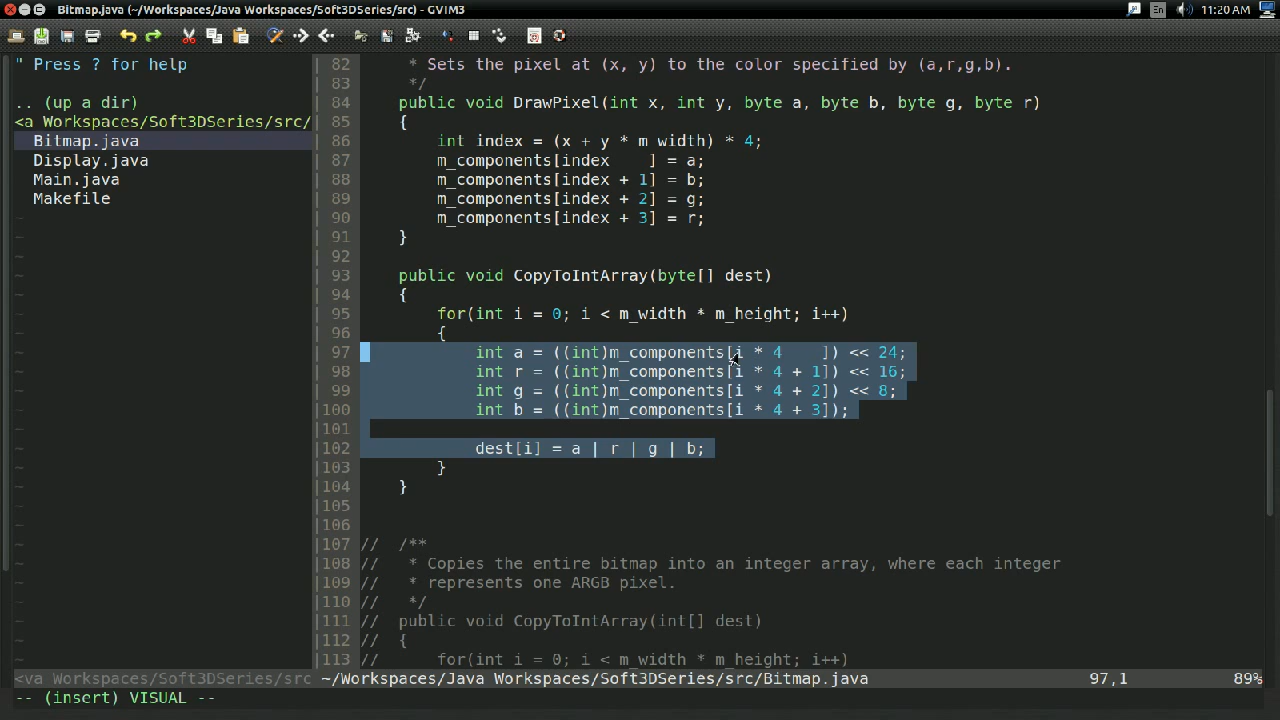 Bitmap.java (~/Workspaces/Java Workspaces/Soft3DSeries/src) - GVIM3
En 11:20 AM
" Press ? for help
.. (up a dir)
<a Workspaces/Soft3DSeries/src/
Bitmap.java
Display.java
Main.java
Makefile
82 * Sets the pixel at (x, y) to the color specified by (a,r,g,b).
83 */
84 public void DrawPixel(int x, int y, byte a, byte b, byte g, byte r)
85 {
86 int index = (x + y * m_width) * 4;
87 m_components[index    ] = a;
88 m_components[index + 1] = b;
89 m_components[index + 2] = g;
90 m_components[index + 3] = r;
91 }
92
93 public void CopyToIntArray(byte[] dest)
94 {
95 for(int i = 0; i < m_width * m_height; i++)
96 {
97 int a = ((int)m_components[i * 4    ]) << 24;
98 int r = ((int)m_components[i * 4 + 1]) << 16;
99 int g = ((int)m_components[i * 4 + 2]) << 8;
100 int b = ((int)m_components[i * 4 + 3]);
101
102 dest[i] = a | r | g | b;
103 }
104 }
105
106
107 // /**
108 // * Copies the entire bitmap into an integer array, where each integer
109 // * represents one ARGB pixel.
110 // */
111 // public void CopyToIntArray(int[] dest)
112 // {
113 // for(int i = 0; i < m_width * m_height; i++)
<va Workspaces/Soft3DSeries/src ~/Workspaces/Java Workspaces/Soft3DSeries/src/Bitmap.java 97,1 89%
-- (insert) VISUAL --